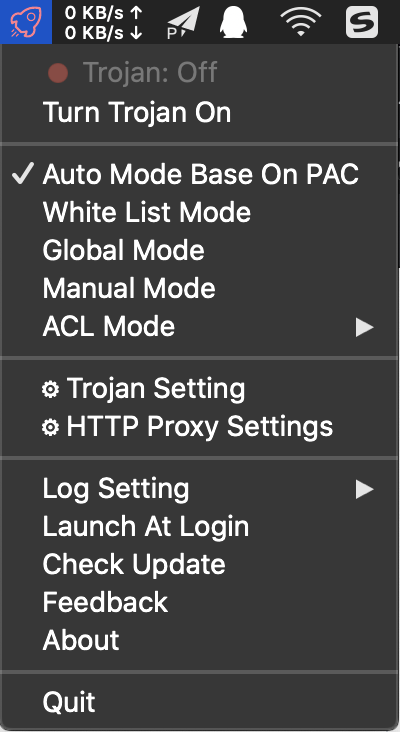 0 KB/s ↑
0 KB/s ↓
P
S
Trojan: Off
Turn Trojan On
✓ Auto Mode Base On PAC
White List Mode
Global Mode
Manual Mode
ACL Mode
Trojan Setting
HTTP Proxy Settings
Log Setting
Launch At Login
Check Update
Feedback
About
Quit